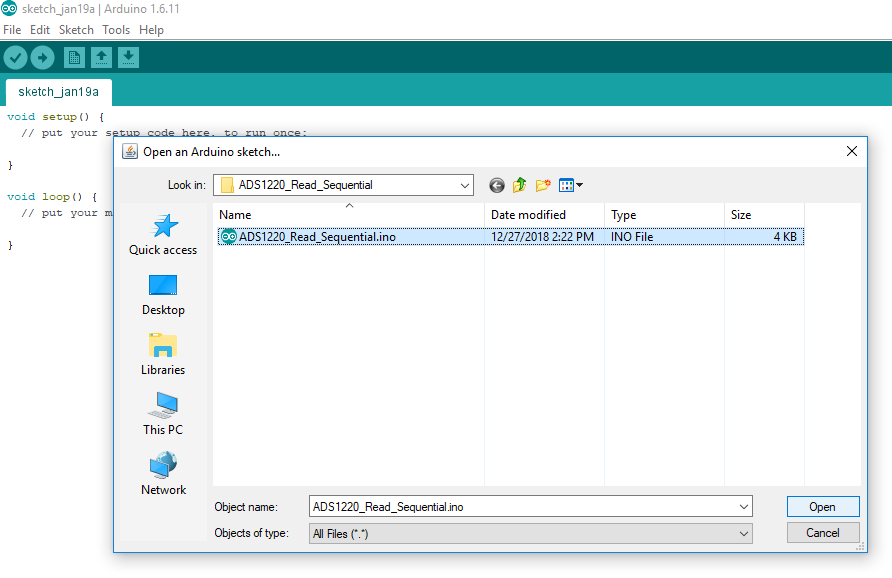 sketch_jan19a | Arduino 1.6.11
File Edit Sketch Tools Help
sketch_jan19a
void setup() {
// put your setup code here, to run once:
}
void loop() {
// put your m
}
Open an Arduino sketch...
Look in: ADS1220_Read_Sequential
Name Date modified Type Size
ADS1220_Read_Sequential.ino 12/27/2018 2:22 PM INO File 4 KB
Quick access
Desktop
Libraries
This PC
Network
Object name: ADS1220_Read_Sequential.ino Open
Objects of type: All Files (*.*) Cancel